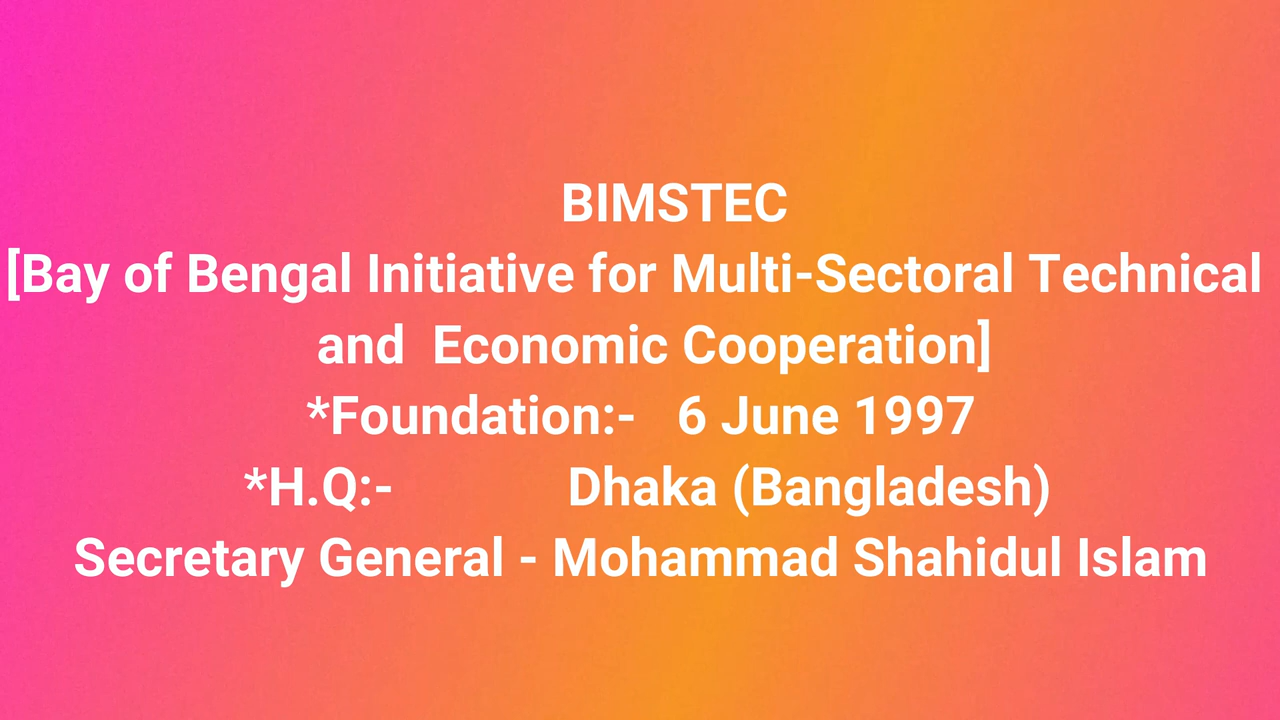 BIMSTEC
[Bay of Bengal Initiative for Multi-Sectoral Technical
and Economic Cooperation]
*Foundation:- 6 June 1997
*H.Q:- Dhaka (Bangladesh)
Secretary General - Mohammad Shahidul Islam